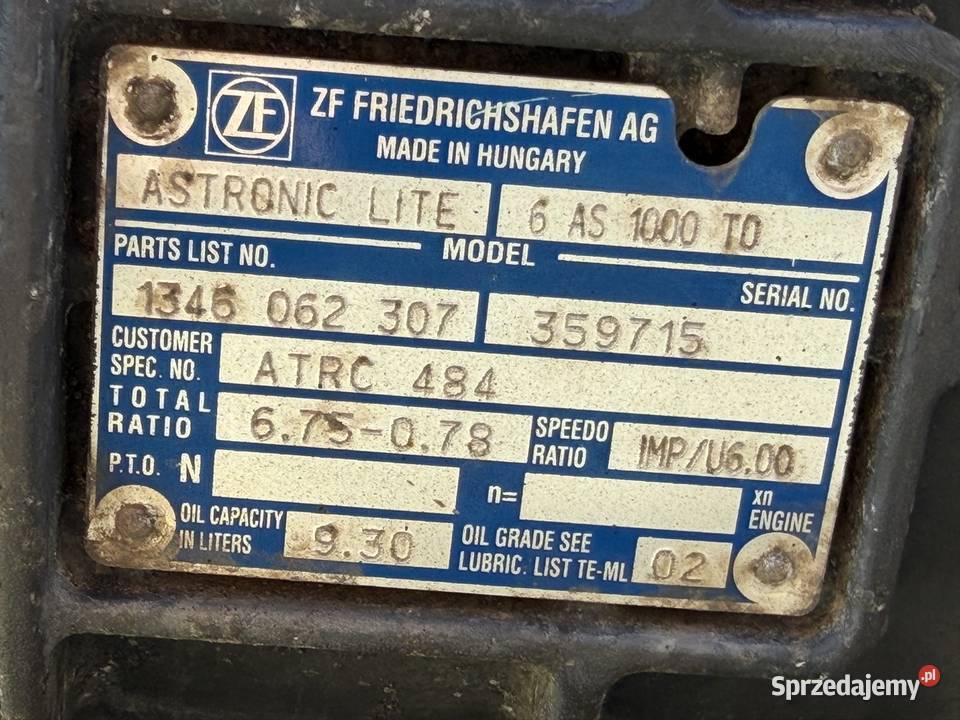 ZF ZF FRIEDRICHSHAFEN AG
MADE IN HUNGARY
ASTRONIC LITE 6 AS 1000 TO
PARTS LIST NO. MODEL SERIAL NO.
1346 062 307 359715
CUSTOMER
SPEC. NO. ATRC 484
TOTAL
RATIO 6.75-0.78 SPEEDO
RATIO IMP/U6.00
P.T.O. N n= xn
ENGINE
OIL CAPACITY
IN LITERS 9.30 OIL GRADE SEE
LUBRIC. LIST TE-ML 02
Sprzedajemy.pl